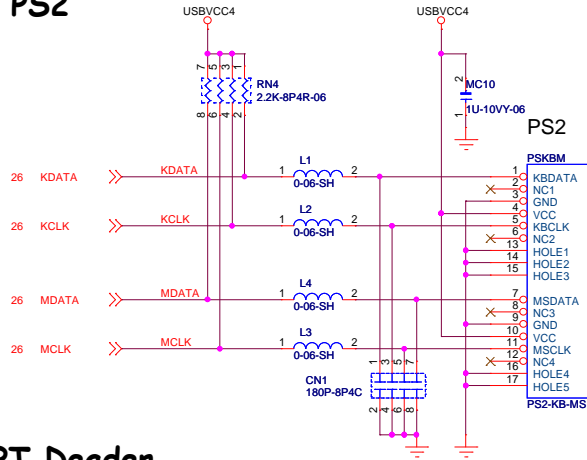 PS2
USBVCC4
USBVCC4
7 5 3 1
RN4
2.2K-8P4R-06
8 6 4 2
2
MC10
1
1U-10VY-06
PS2
PSKBM
26 KDATA KDATA 1 L1 2
0-06-SH
26 KCLK KCLK 1 L2 2
0-06-SH
26 MDATA MDATA 1 L4 2
0-06-SH
26 MCLK MCLK 1 L3 2
0-06-SH
1 KBDATA
2 NC1
3 GND
4 VCC
5 KBCLK
6 NC2
13 HOLE1
14 HOLE2
15 HOLE3
7 MSDATA
8 NC3
9 GND
10 VCC
11 MSCLK
12 NC4
16 HOLE4
17 HOLE5
PS2-KB-MS
1 3 5 7
CN1
180P-8P4C
2 4 6 8